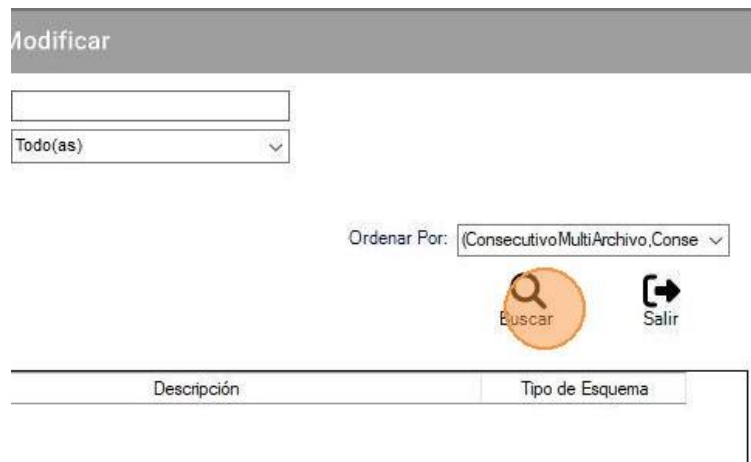 Modificar
Todo(as)
Ordenar Por: (ConsecutivoMultiArchivo,Conse
Buscar Salir
Descripción Tipo de Esquema